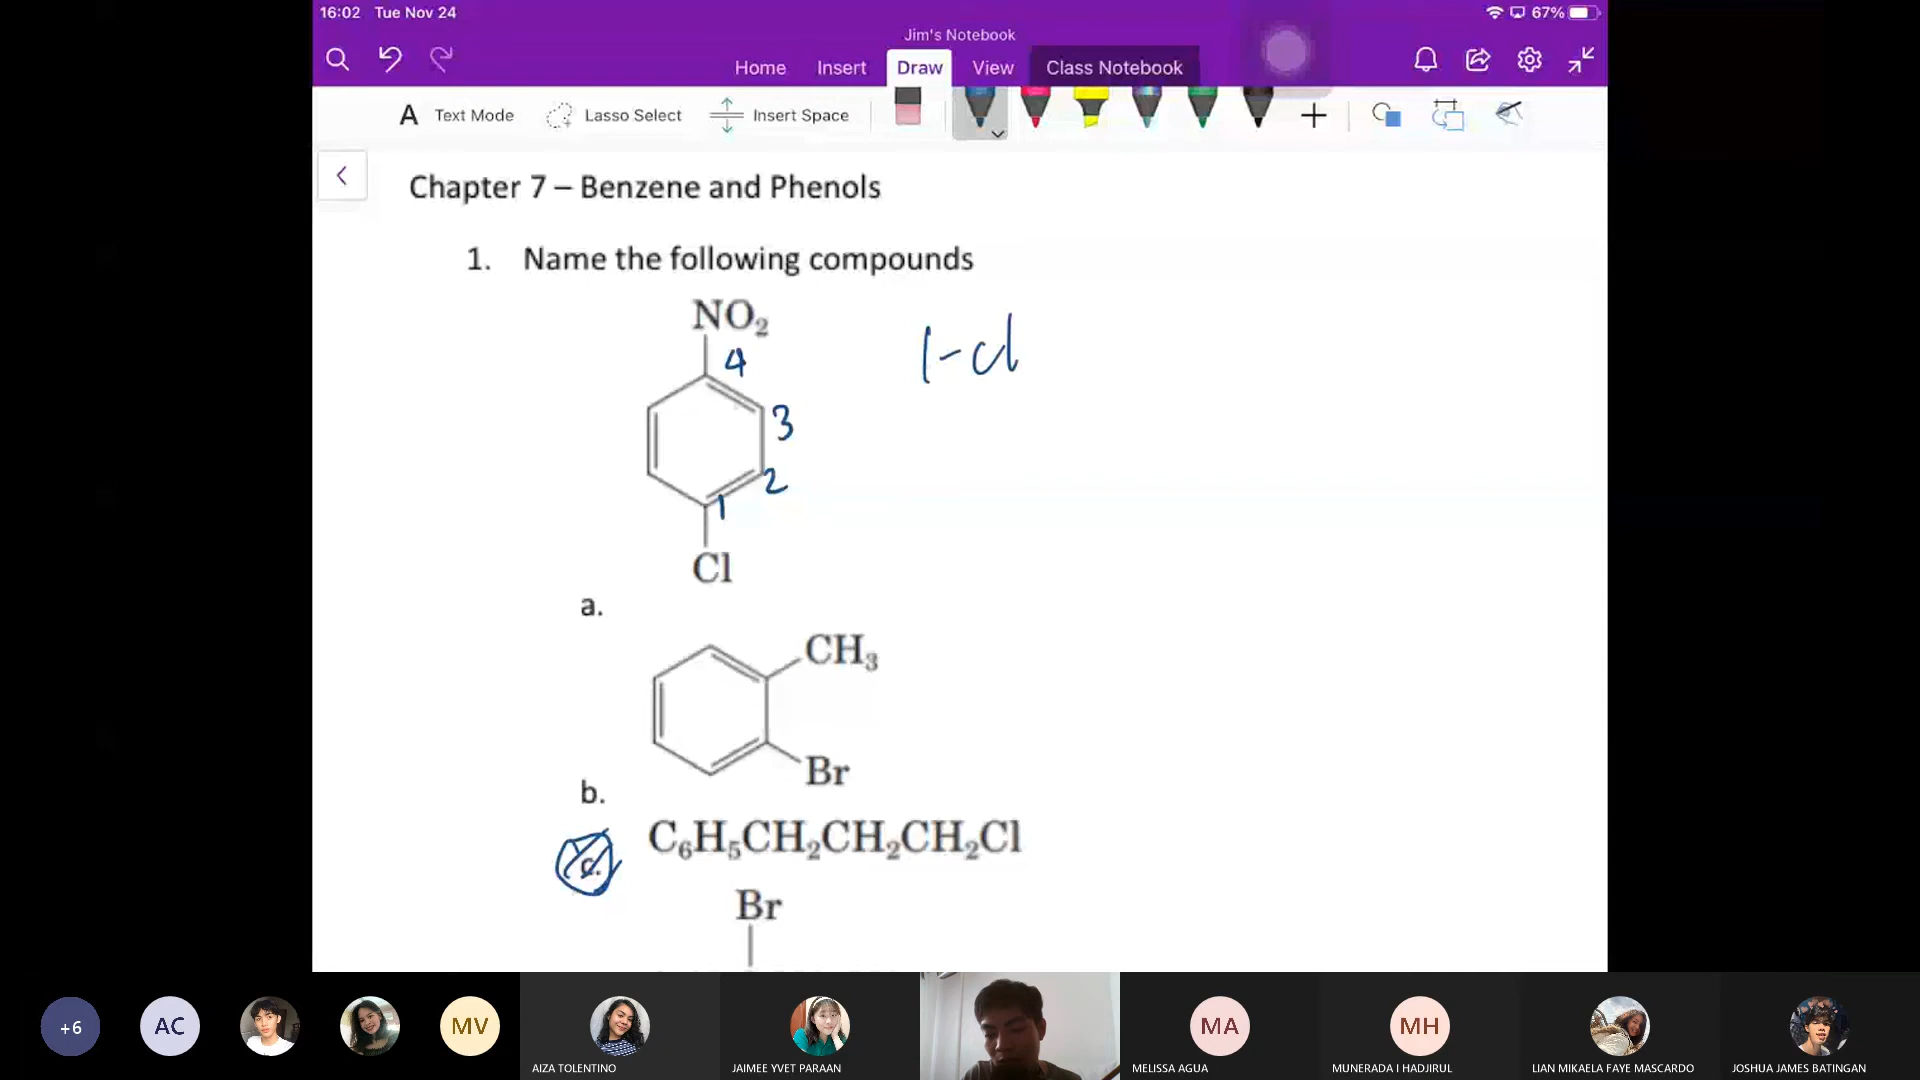 16:02 Tue Nov 24
67%
Jim's Notebook
Home Insert Draw View Class Notebook
A Text Mode Lasso Select Insert Space
Chapter 7 – Benzene and Phenols
1. Name the following compounds
NO₂
4
1-cl
3
2
1
Cl
a.
CH₃
Br
b.
C₆H₅CH₂CH₂CH₂Cl
c.
Br
+6 AC MV MA MH
AIZA TOLENTINO JAIMEE YVET PARAAN MELISSA AGUA MUNERADA I HADJIRUL LIAN MIKAELA FAYE MASCARDO JOSHUA JAMES BATINGAN